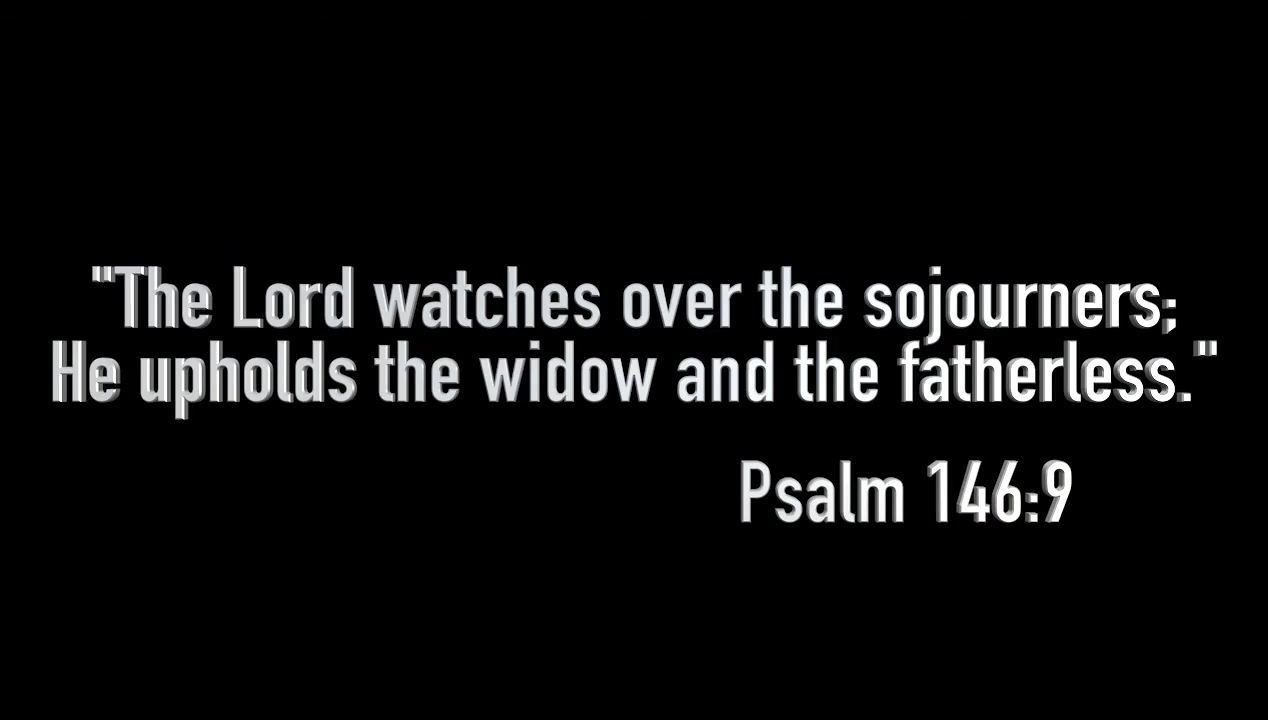 "The Lord watches over the sojourners;
He upholds the widow and the fatherless."
Psalm 146:9